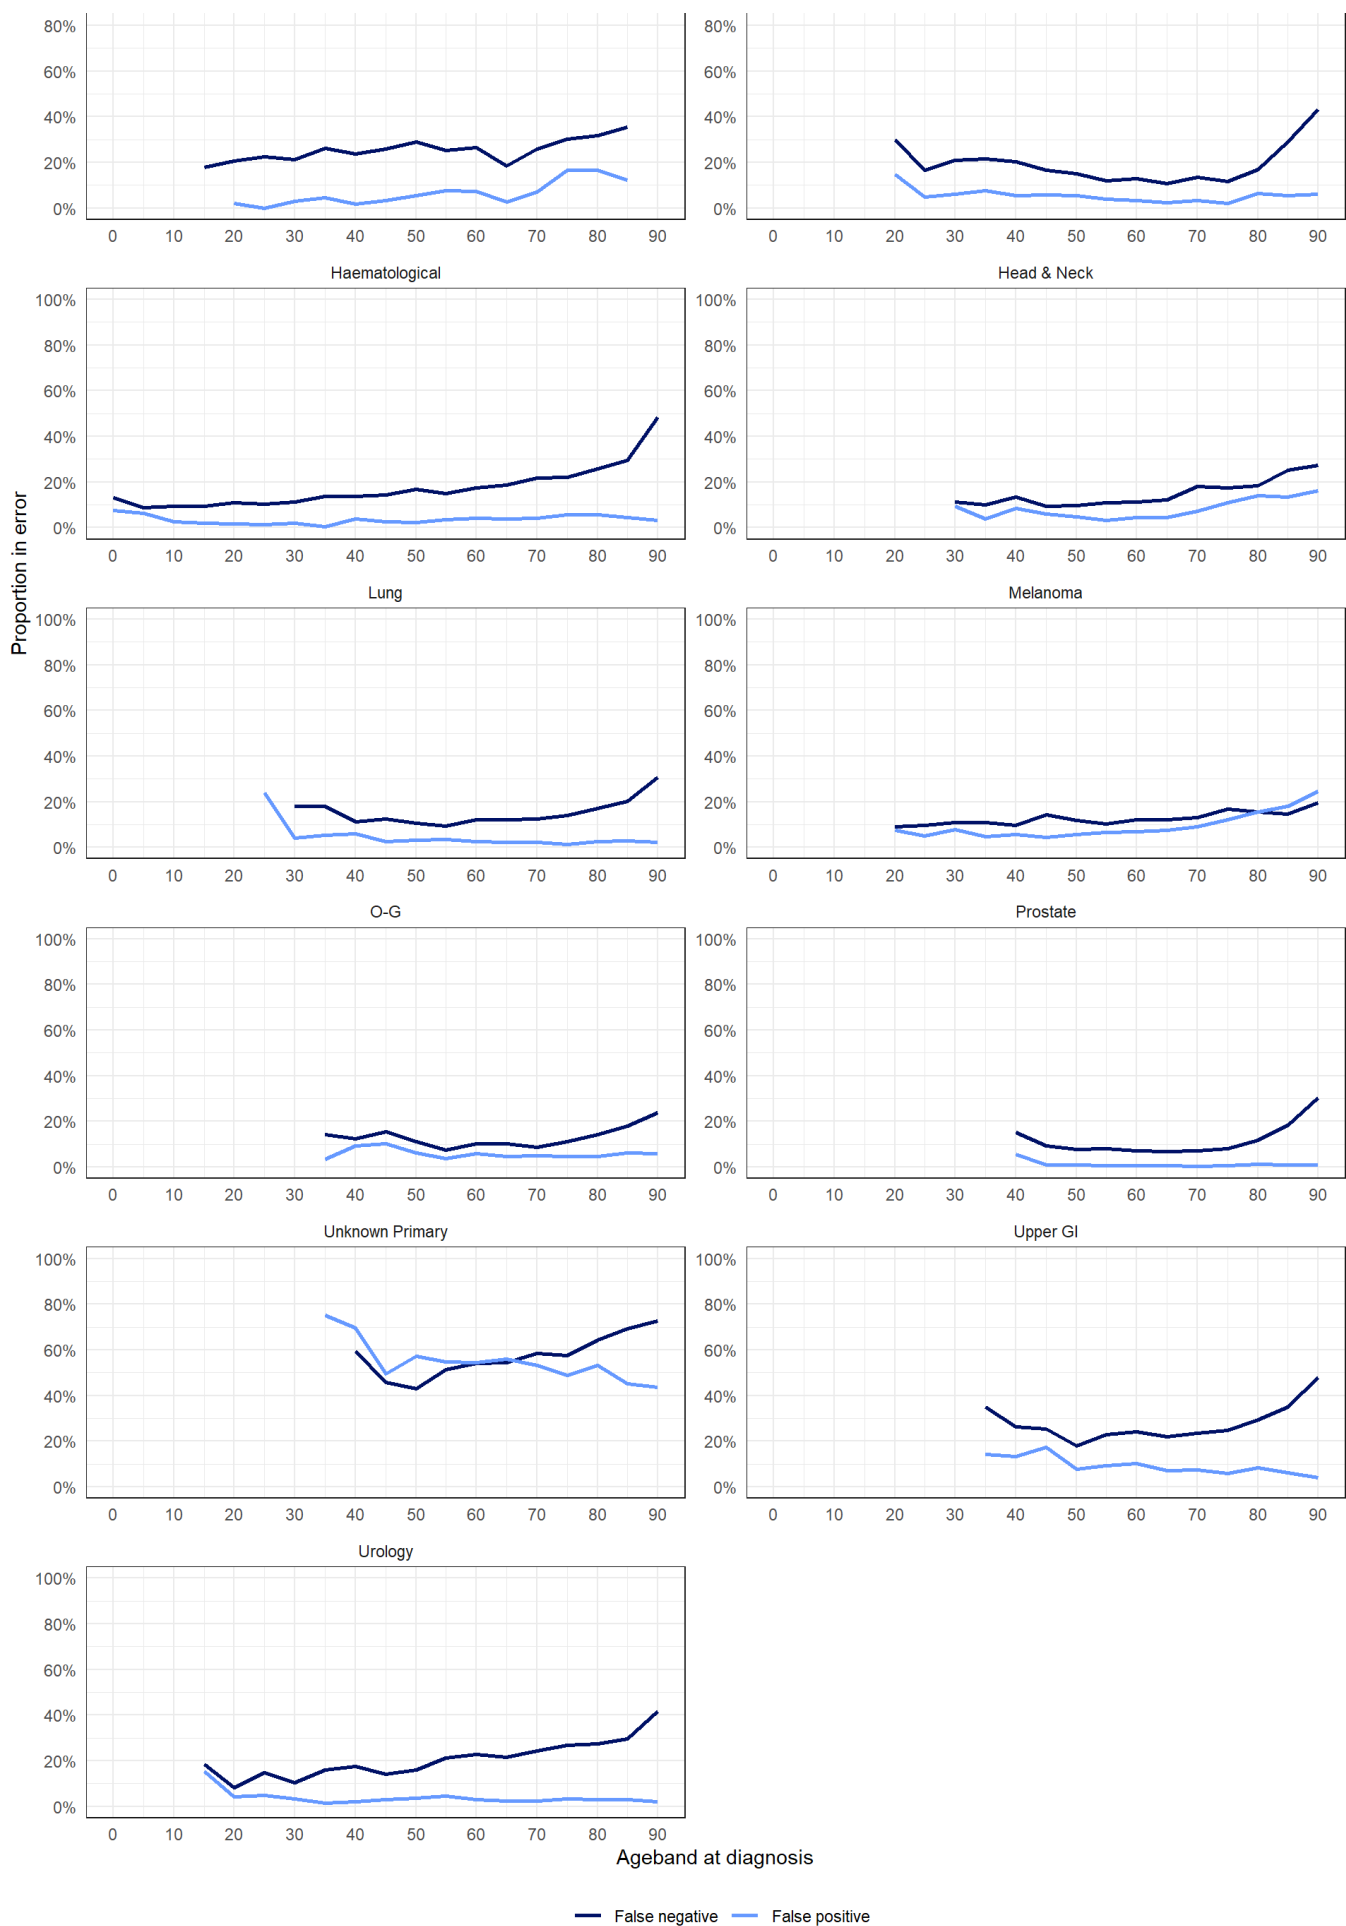 80% 80%
60% 60%
40% 40%
20% 20%
0% 0%
0 10 20 30 40 50 60 70 80 90 0 10 20 30 40 50 60 70 80 90
Haematological Head & Neck
100% 100%
80% 80%
60% 60%
40% 40%
20% 20%
0% 0%
0 10 20 30 40 50 60 70 80 90 0 10 20 30 40 50 60 70 80 90
Proportion in error
Lung Melanoma
100% 100%
80% 80%
60% 60%
40% 40%
20% 20%
0% 0%
0 10 20 30 40 50 60 70 80 90 0 10 20 30 40 50 60 70 80 90
O-G Prostate
100% 100%
80% 80%
60% 60%
40% 40%
20% 20%
0% 0%
0 10 20 30 40 50 60 70 80 90 0 10 20 30 40 50 60 70 80 90
Unknown Primary Upper GI
100% 100%
80% 80%
60% 60%
40% 40%
20% 20%
0% 0%
0 10 20 30 40 50 60 70 80 90 0 10 20 30 40 50 60 70 80 90
Urology
100%
80%
60%
40%
20%
0%
0 10 20 30 40 50 60 70 80 90
Ageband at diagnosis
False negative False positive